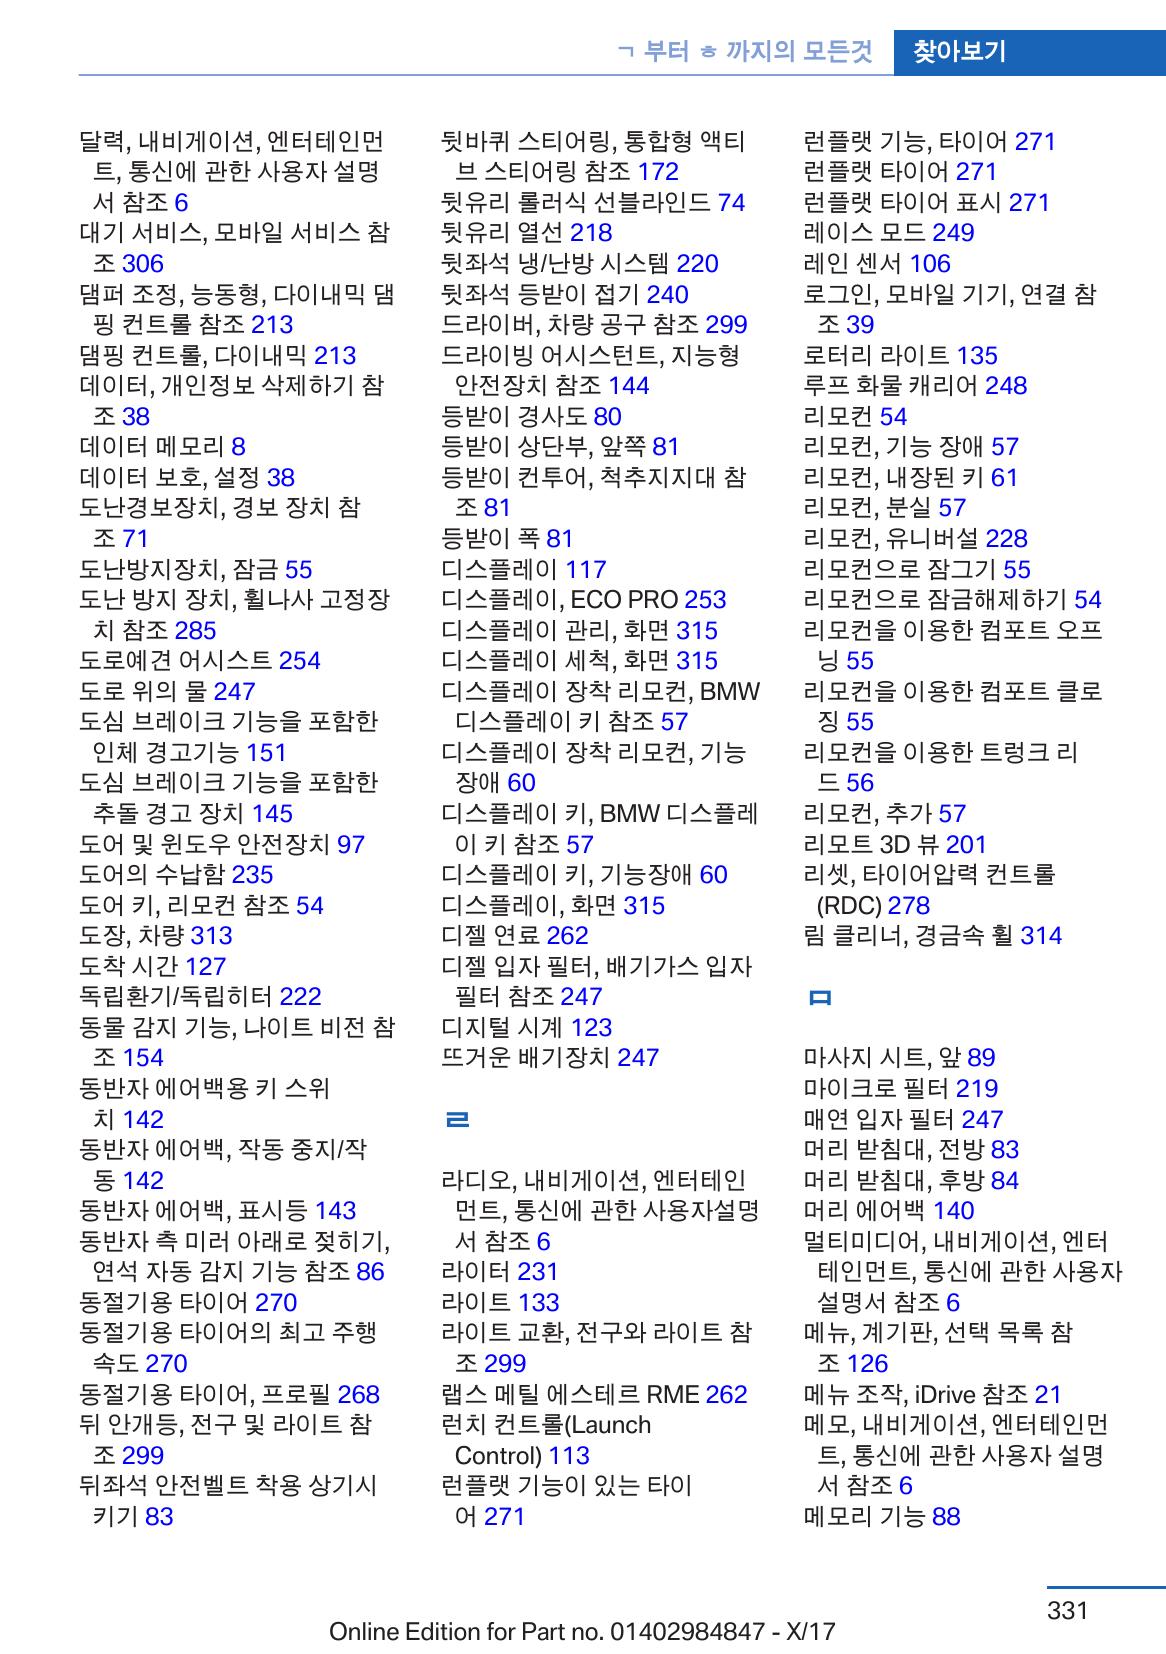 ㄱ 부터 ㅎ 까지의 모든것
찾아보기
달력, 내비게이션, 엔터테인먼
트, 통신에 관한 사용자 설명
서 참조 6
대기 서비스, 모바일 서비스 참
조 306
댐퍼 조정, 능동형, 다이내믹 댐
핑 컨트롤 참조 213
댐핑 컨트롤, 다이내믹 213
데이터, 개인정보 삭제하기 참
조 38
데이터 메모리 8
데이터 보호, 설정 38
도난경보장치, 경보 장치 참
조 71
도난방지장치, 잠금 55
도난 방지 장치, 휠나사 고정장
치 참조 285
도로예견 어시스트 254
도로 위의 물 247
도심 브레이크 기능을 포함한
인체 경고기능 151
도심 브레이크 기능을 포함한
추돌 경고 장치 145
도어 및 윈도우 안전장치 97
도어의 수납함 235
도어 키, 리모컨 참조 54
도장, 차량 313
도착 시간 127
독립환기/독립히터 222
동물 감지 기능, 나이트 비전 참
조 154
동반자 에어백용 키 스위
치 142
동반자 에어백, 작동 중지/작
동 142
동반자 에어백, 표시등 143
동반자 측 미러 아래로 젖히기,
연석 자동 감지 기능 참조 86
동절기용 타이어 270
동절기용 타이어의 최고 주행
속도 270
동절기용 타이어, 프로필 268
뒤 안개등, 전구 및 라이트 참
조 299
뒤좌석 안전벨트 착용 상기시
키기 83
뒷바퀴 스티어링, 통합형 액티
브 스티어링 참조 172
뒷유리 롤러식 선블라인드 74
뒷유리 열선 218
뒷좌석 냉/난방 시스템 220
뒷좌석 등받이 접기 240
드라이버, 차량 공구 참조 299
드라이빙 어시스턴트, 지능형
안전장치 참조 144
등받이 경사도 80
등받이 상단부, 앞쪽 81
등받이 컨투어, 척추지지대 참
조 81
등받이 폭 81
디스플레이 117
디스플레이, ECO PRO 253
디스플레이 관리, 화면 315
디스플레이 세척, 화면 315
디스플레이 장착 리모컨, BMW
디스플레이 키 참조 57
디스플레이 장착 리모컨, 기능
장애 60
디스플레이 키, BMW 디스플레
이 키 참조 57
디스플레이 키, 기능장애 60
디스플레이, 화면 315
디젤 연료 262
디젤 입자 필터, 배기가스 입자
필터 참조 247
디지털 시계 123
뜨거운 배기장치 247
ㄹ
라디오, 내비게이션, 엔터테인
먼트, 통신에 관한 사용자설명
서 참조 6
라이터 231
라이트 133
라이트 교환, 전구와 라이트 참
조 299
랩스 메틸 에스테르 RME 262
런치 컨트롤(Launch
Control) 113
런플랫 기능이 있는 타이
어 271
런플랫 기능, 타이어 271
런플랫 타이어 271
런플랫 타이어 표시 271
레이스 모드 249
레인 센서 106
로그인, 모바일 기기, 연결 참
조 39
로터리 라이트 135
루프 화물 캐리어 248
리모컨 54
리모컨, 기능 장애 57
리모컨, 내장된 키 61
리모컨, 분실 57
리모컨, 유니버설 228
리모컨으로 잠그기 55
리모컨으로 잠금해제하기 54
리모컨을 이용한 컴포트 오프
닝 55
리모컨을 이용한 컴포트 클로
징 55
리모컨을 이용한 트렁크 리
드 56
리모컨, 추가 57
리모트 3D 뷰 201
리셋, 타이어압력 컨트롤
(RDC) 278
림 클리너, 경금속 휠 314
ㅁ
마사지 시트, 앞 89
마이크로 필터 219
매연 입자 필터 247
머리 받침대, 전방 83
머리 받침대, 후방 84
머리 에어백 140
멀티미디어, 내비게이션, 엔터
테인먼트, 통신에 관한 사용자
설명서 참조 6
메뉴, 계기판, 선택 목록 참
조 126
메뉴 조작, iDrive 참조 21
메모, 내비게이션, 엔터테인먼
트, 통신에 관한 사용자 설명
서 참조 6
메모리 기능 88
331
Online Edition for Part no. 01402984847 - X/17